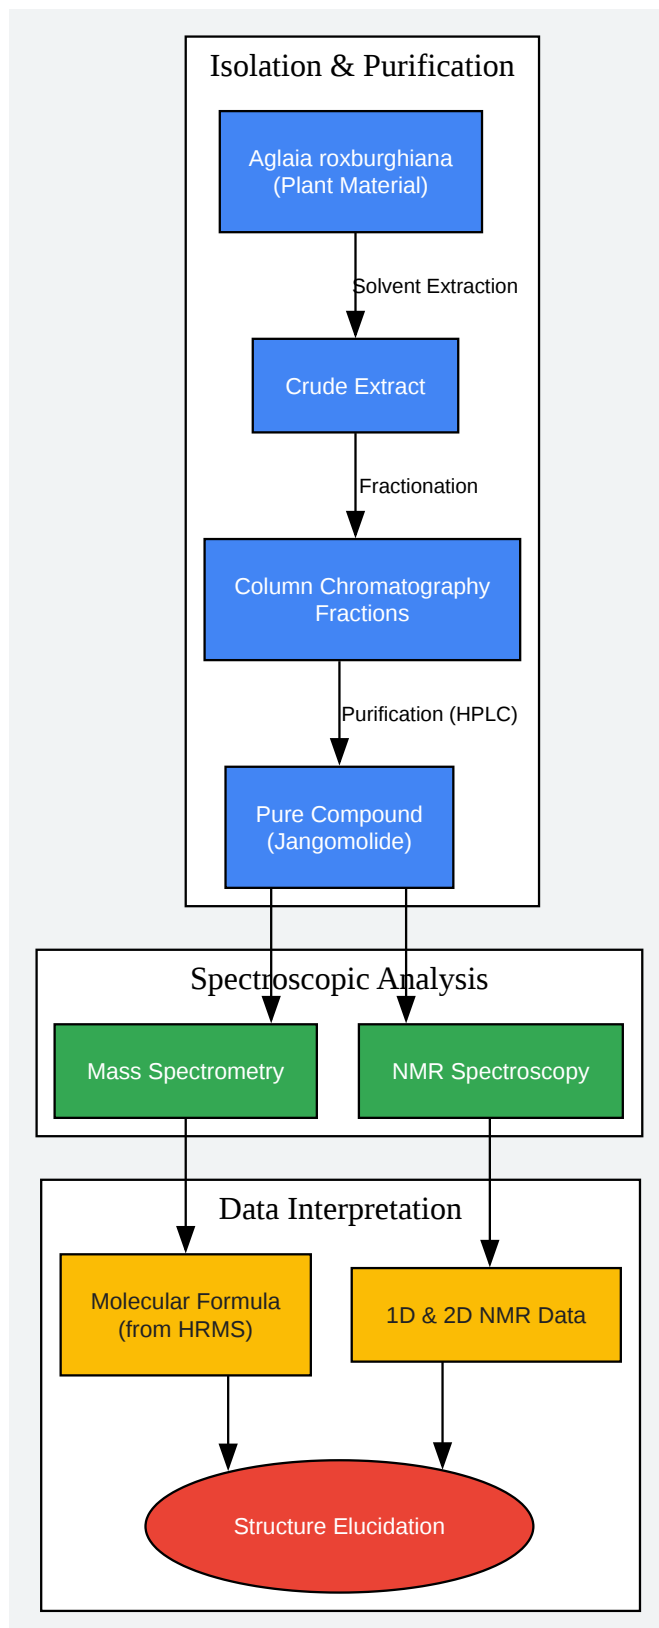 Isolation & Purification
Aglaia roxburghiana
(Plant Material)
Solvent Extraction
Crude Extract
Fractionation
Column Chromatography
Fractions
Purification (HPLC)
Pure Compound
(Jangomolide)
Spectroscopic Analysis
Mass Spectrometry
NMR Spectroscopy
Data Interpretation
Molecular Formula
(from HRMS)
1D & 2D NMR Data
Structure Elucidation